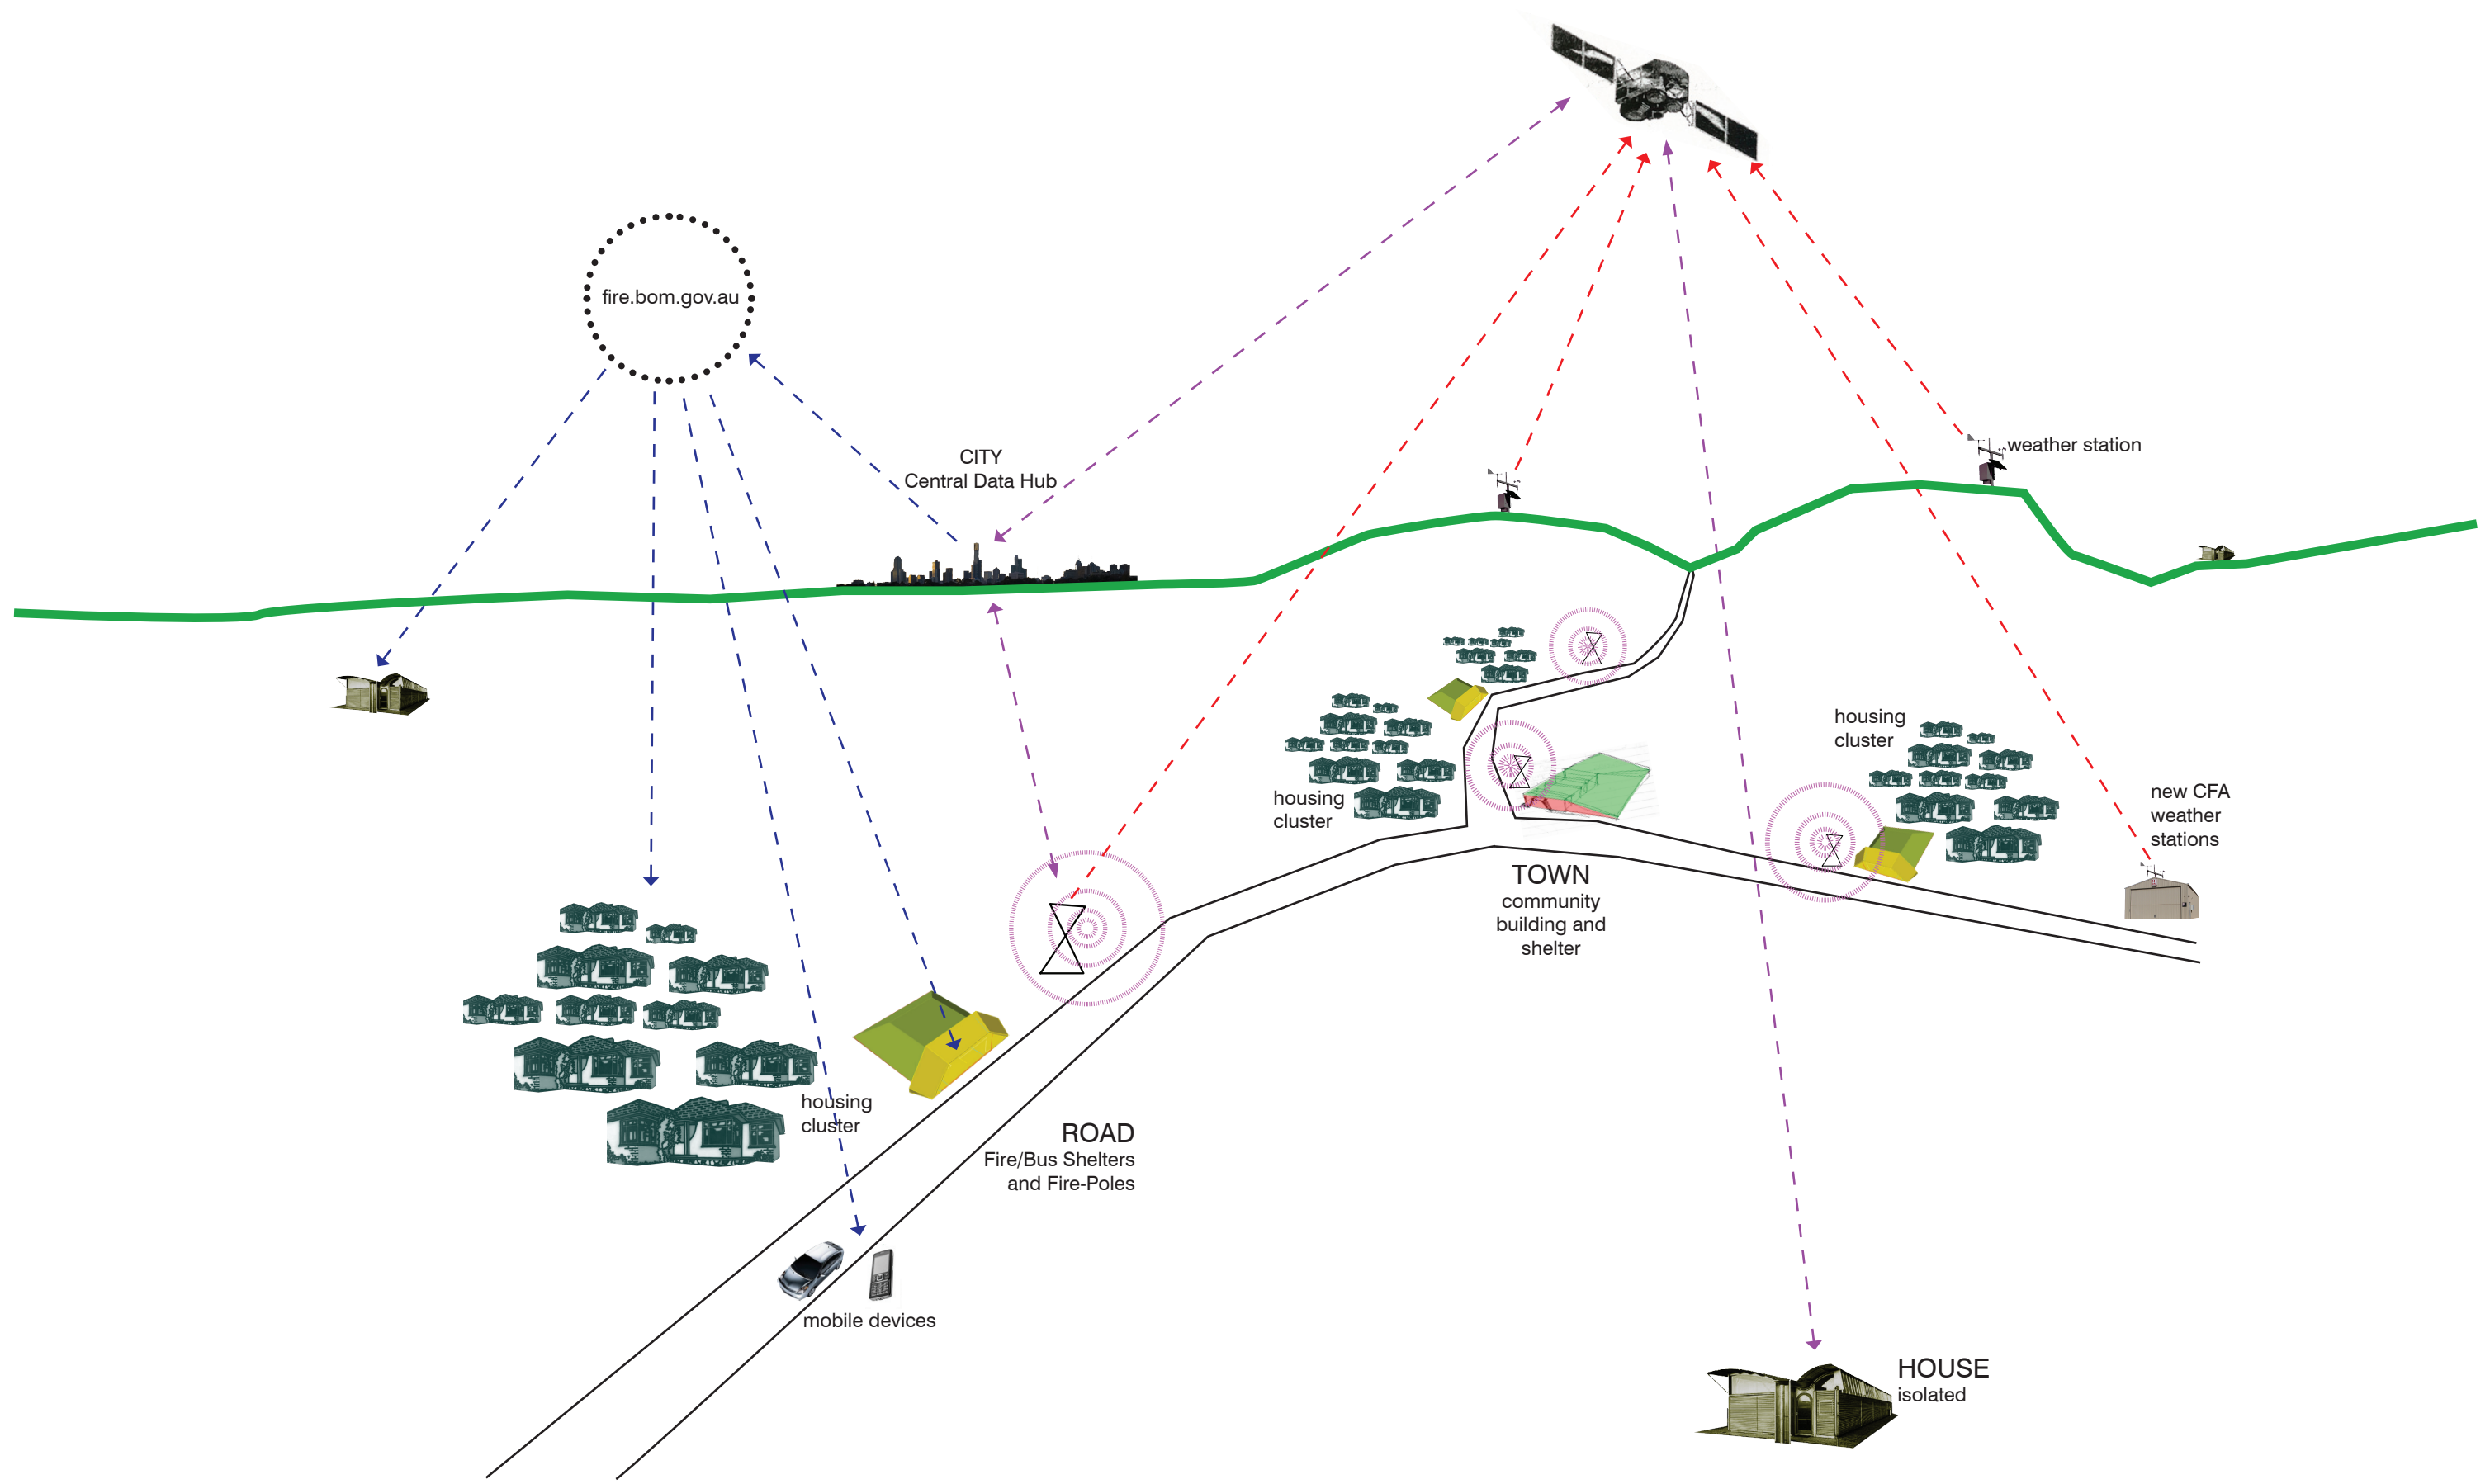 fire.bom.gov.au
CITY
Central Data Hub
weather station
housing
cluster
housing
cluster
new CFA
weather
stations
TOWN
community
building and
shelter
housing
cluster
ROAD
Fire/Bus Shelters
and Fire-Poles
mobile devices
HOUSE
isolated